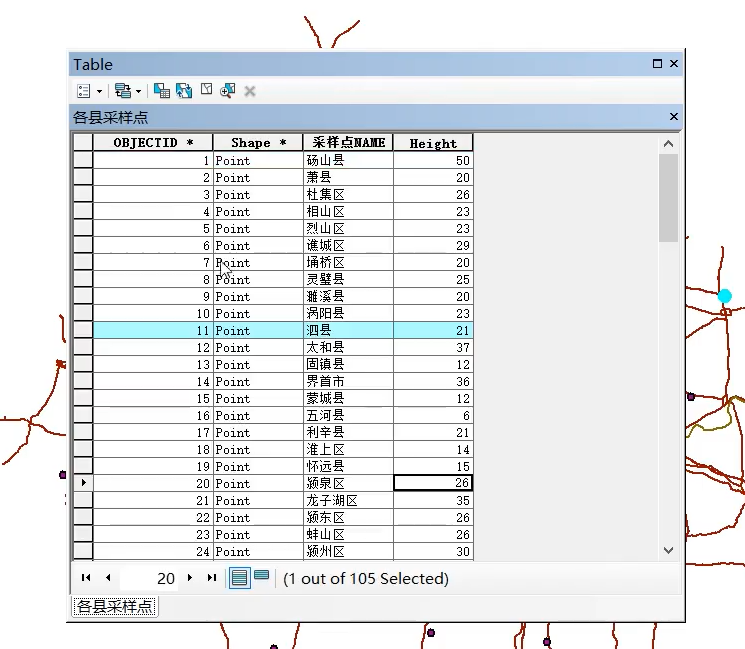 Table
各县采样点
OBJECTID * Shape * 采样点NAME Height
1 Point 砀山县 50
2 Point 萧县 20
3 Point 杜集区 26
4 Point 相山区 23
5 Point 烈山区 23
6 Point 谯城区 29
7 Point 埇桥区 20
8 Point 灵璧县 25
9 Point 濉溪县 20
10 Point 涡阳县 23
11 Point 泗县 21
12 Point 太和县 37
13 Point 固镇县 12
14 Point 界首市 36
15 Point 蒙城县 12
16 Point 五河县 6
17 Point 利辛县 21
18 Point 淮上区 14
19 Point 怀远县 15
20 Point 颍泉区 26
21 Point 龙子湖区 35
22 Point 颍东区 26
23 Point 蚌山区 26
24 Point 颍州区 30
20 (1 out of 105 Selected)
各县采样点